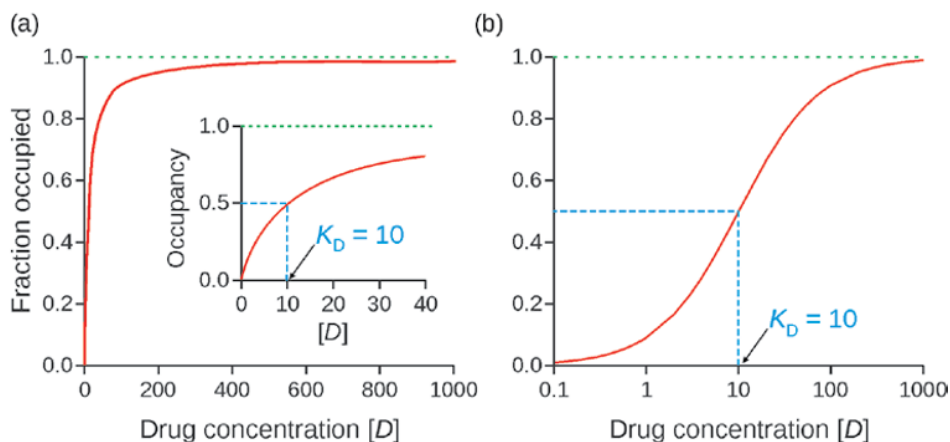 (a)
Fraction occupied
1.0
0.8
0.6
0.4
0.2
0.0
0 200 400 600 800 1000
Drug concentration [D]
Occupancy
1.0
0.5
0.0
K_D = 10
0 10 20 30 40
[D]
(b)
1.0
0.8
0.6
0.4
0.2
0.0
K_D = 10
0.1 1 10 100 1000
Drug concentration [D]